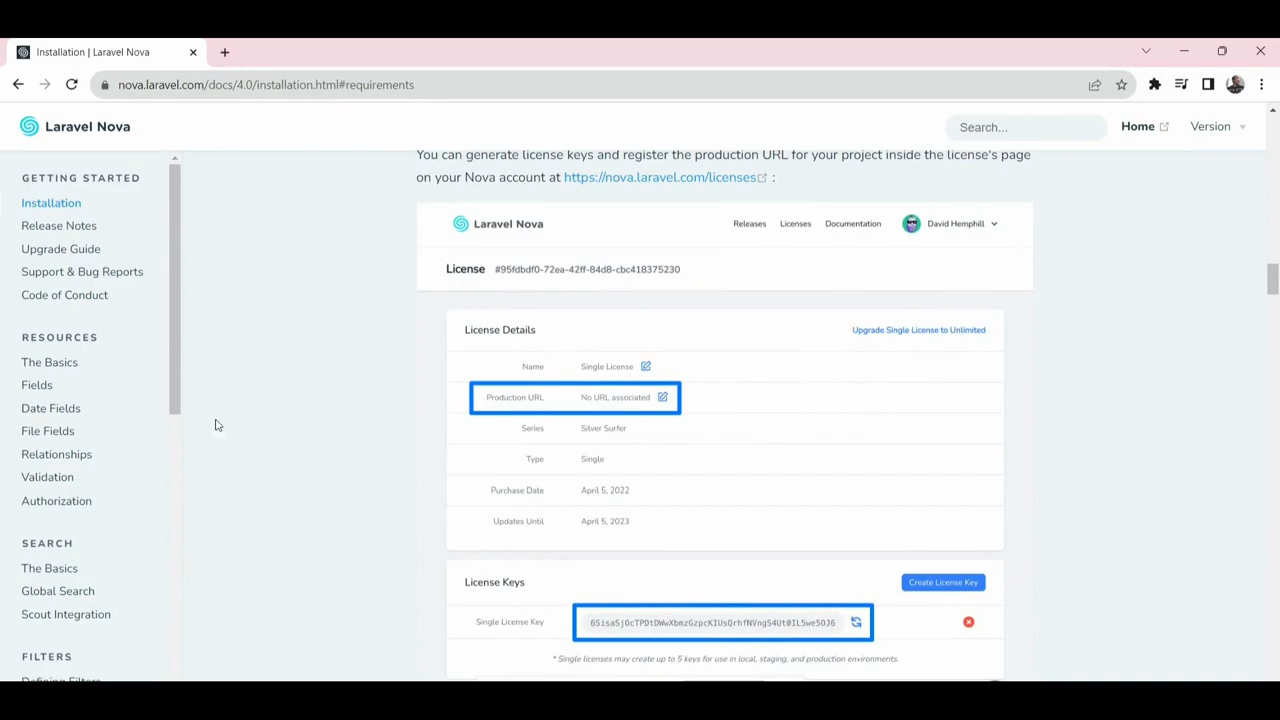 Installation | Laravel Nova
nova.laravel.com/docs/4.0/installation.html#requirements
Laravel Nova
Search...
Home
Version
GETTING STARTED
Installation
Release Notes
Upgrade Guide
Support & Bug Reports
Code of Conduct
RESOURCES
The Basics
Fields
Date Fields
File Fields
Relationships
Validation
Authorization
SEARCH
The Basics
Global Search
Scout Integration
FILTERS
Defining Filters
You can generate license keys and register the production URL for your project inside the license's page
on your Nova account at https://nova.laravel.com/licenses :
Laravel Nova
Releases
Licenses
Documentation
David Hemphill
License #95fdbdf0-72ea-42ff-84d8-cbc418375230
License Details
Upgrade Single License to Unlimited
Name Single License
Production URL No URL associated
Series Silver Surfer
Type Single
Purchase Date April 5, 2022
Updates Until April 5, 2023
License Keys
Create License Key
Single License Key
* Single licenses may create up to 5 keys for use in local, staging, and production environments.